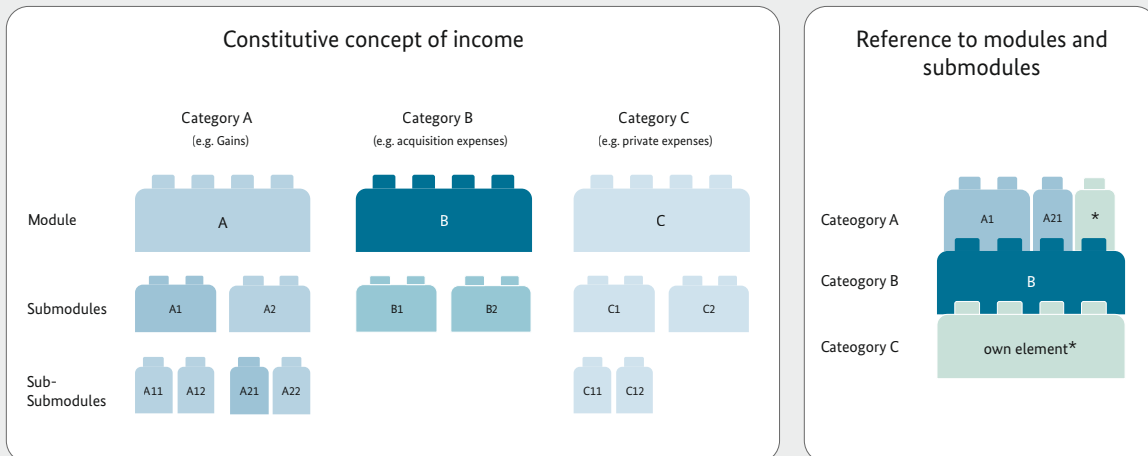 Constitutive concept of income
Category A
(e.g. Gains)
Category B
(e.g. acquisition expenses)
Category C
(e.g. private expenses)
Module
A
B
C
Submodules
A1
A2
B1
B2
C1
C2
Sub-
Submodules
A11
A12
A21
A22
C11
C12
Reference to modules and
submodules
Cateogory A
A1
A21
*
Cateogory B
B
Cateogory C
own element*